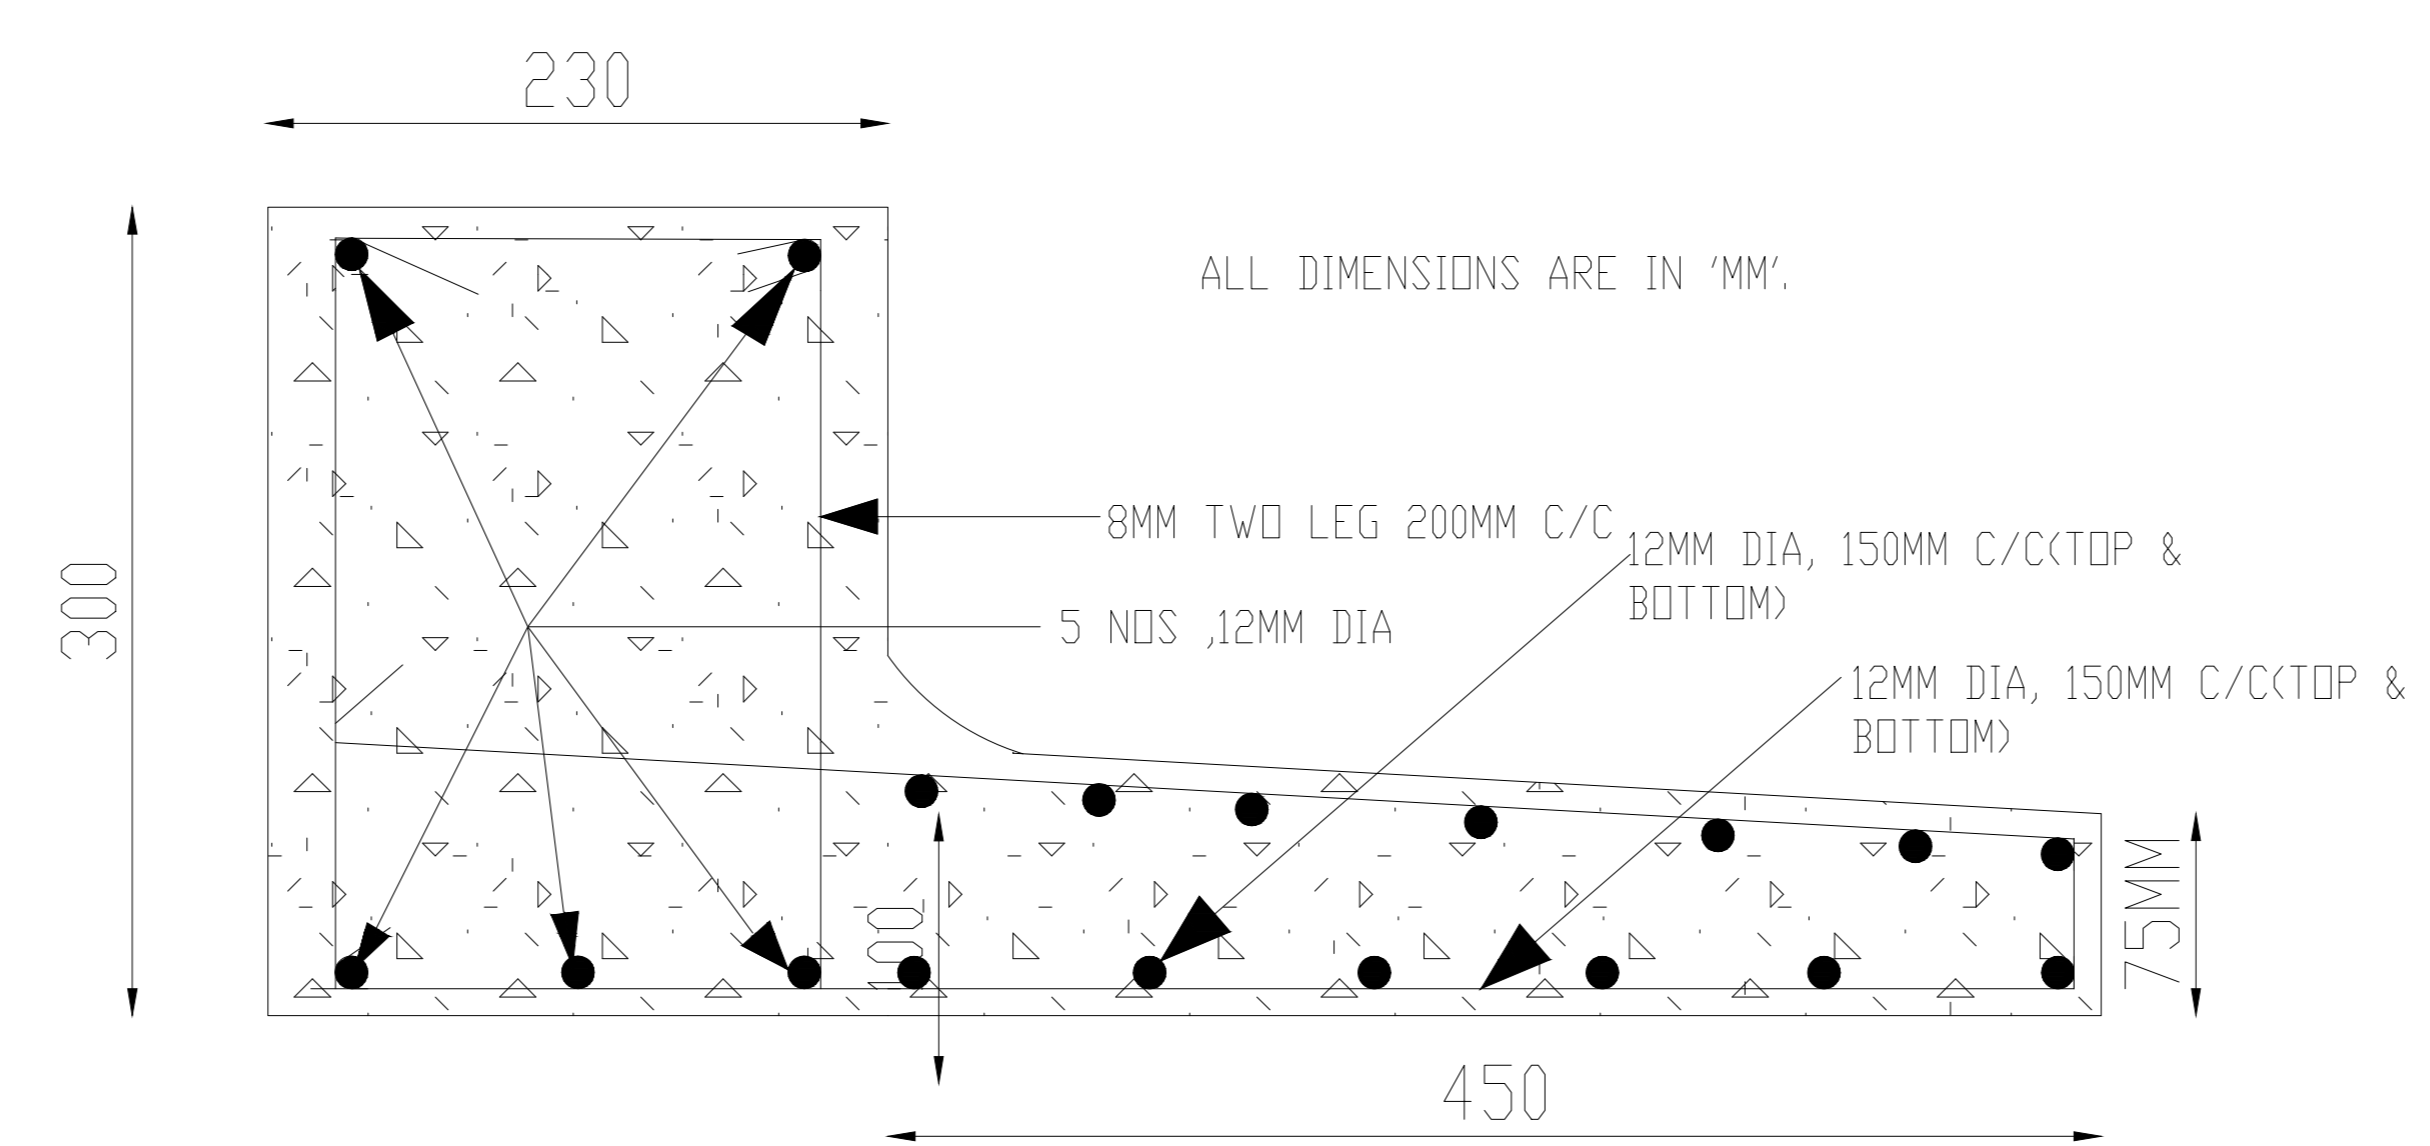 230
ALL DIMENSIONS ARE IN 'MM'.
300
8MM TWO LEG 200MM C/C
12MM DIA, 150MM C/C(TOP &
BOTTOM)
5 NOS ,12MM DIA
12MM DIA, 150MM C/C(TOP &
BOTTOM)
100
75MM
450